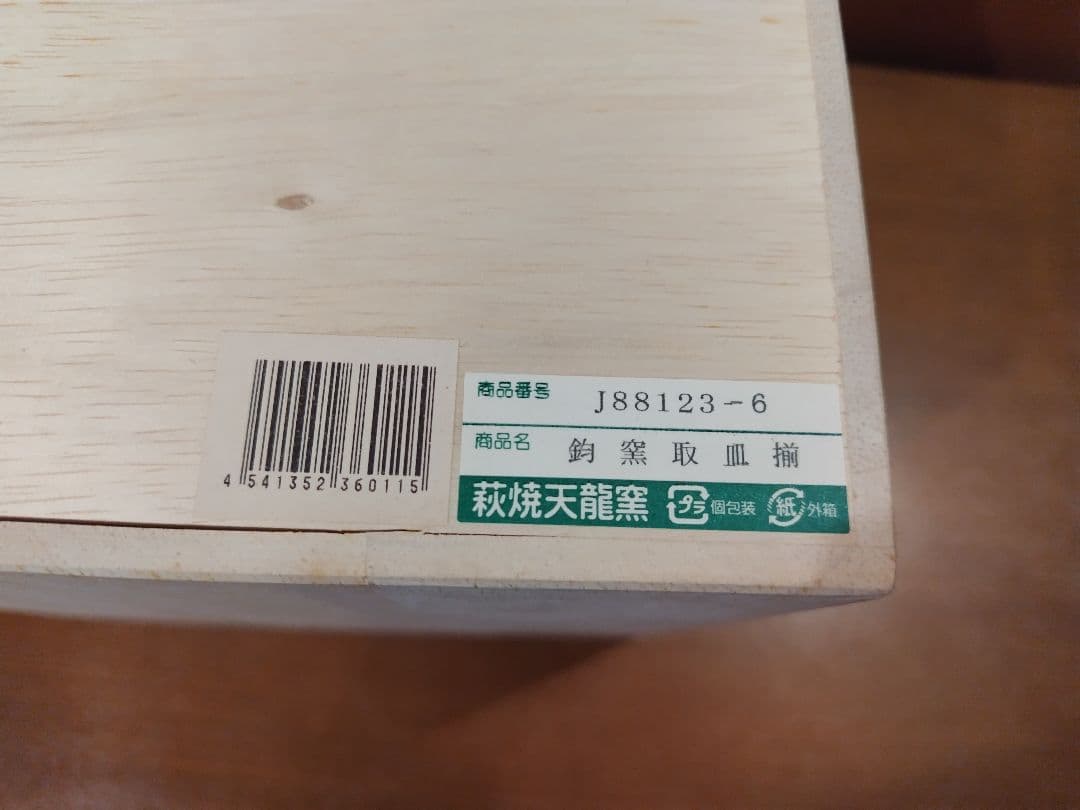 4 541352 360115
商品番号 J88123-6
商品名 鈞窯取皿揃
萩焼天龍窯 プラ 個包装 紙 外箱